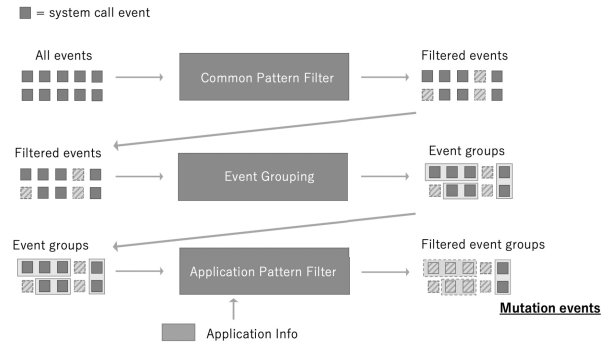 = system call event
All events
Common Pattern Filter
Filtered events
Filtered events
Event Grouping
Event groups
Event groups
Application Pattern Filter
Filtered event groups
Mutation events
Application Info